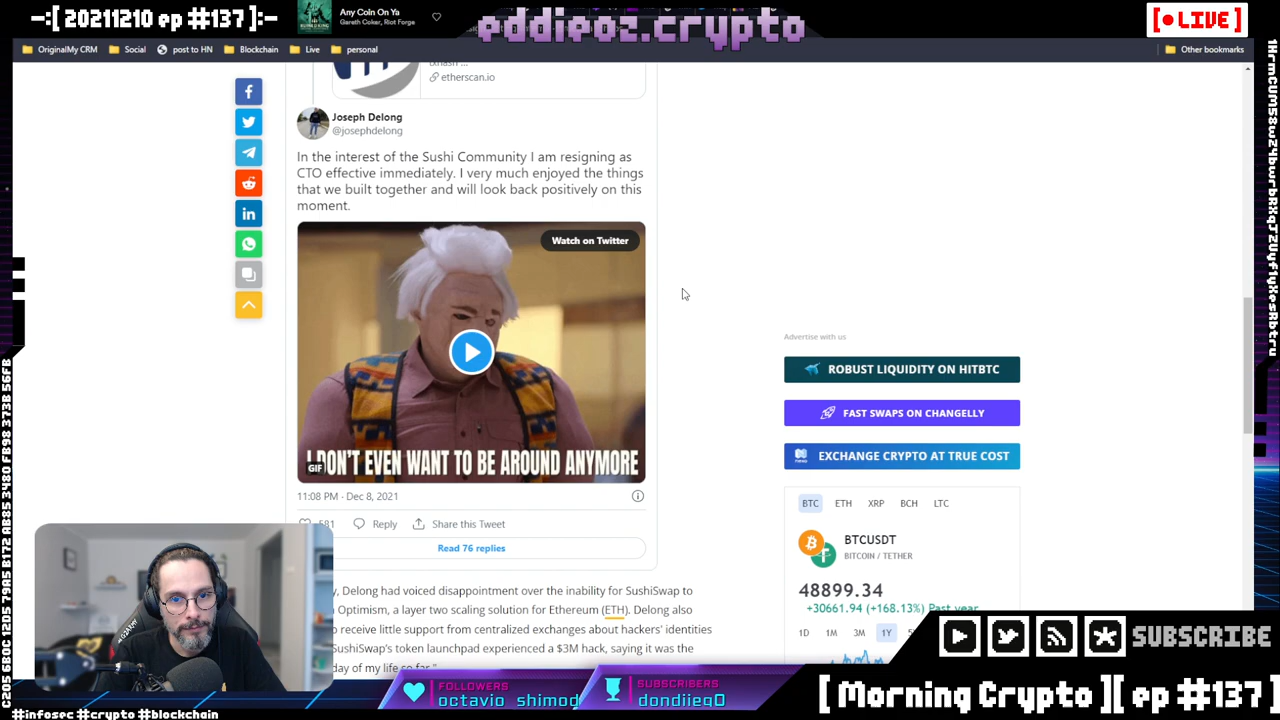 -:[ 20211210 ep #137 ]:-
Any Coin On Ya
Gareth Coker, Riot Forge
eddieoz.crypto
[• LIVE]
OriginalMy CRM
Social
post to HN
Blockchain
Live
personal
Other bookmarks
etherscan.io
Joseph Delong
@josephdelong
In the interest of the Sushi Community I am resigning as
CTO effective immediately. I very much enjoyed the things
that we built together and will look back positively on this
moment.
Watch on Twitter
I DON'T EVEN WANT TO BE AROUND ANYMORE
GIF
11:08 PM · Dec 8, 2021
581
Reply
Share this Tweet
Read 76 replies
, Delong had voiced disappointment over the inability for SushiSwap to
Optimism, a layer two scaling solution for Ethereum (ETH). Delong also
receive little support from centralized exchanges about hackers' identities
SushiSwap's token launchpad experienced a $3M hack, saying it was the
day of my life so far."
Advertise with us
ROBUST LIQUIDITY ON HITBTC
FAST SWAPS ON CHANGELLY
EXCHANGE CRYPTO AT TRUE COST
BTC
ETH
XRP
BCH
LTC
BTCUSDT
BITCOIN / TETHER
48899.34
+30661.94 (+168.13%) Past year
1D
1M
3M
1Y
SUBSCRIBE
FOLLOWERS
octavio_shimod
SUBSCRIBERS
dondiieg0
[ Morning Crypto ][ ep #137 ]
#infosec #crypto #blockchain